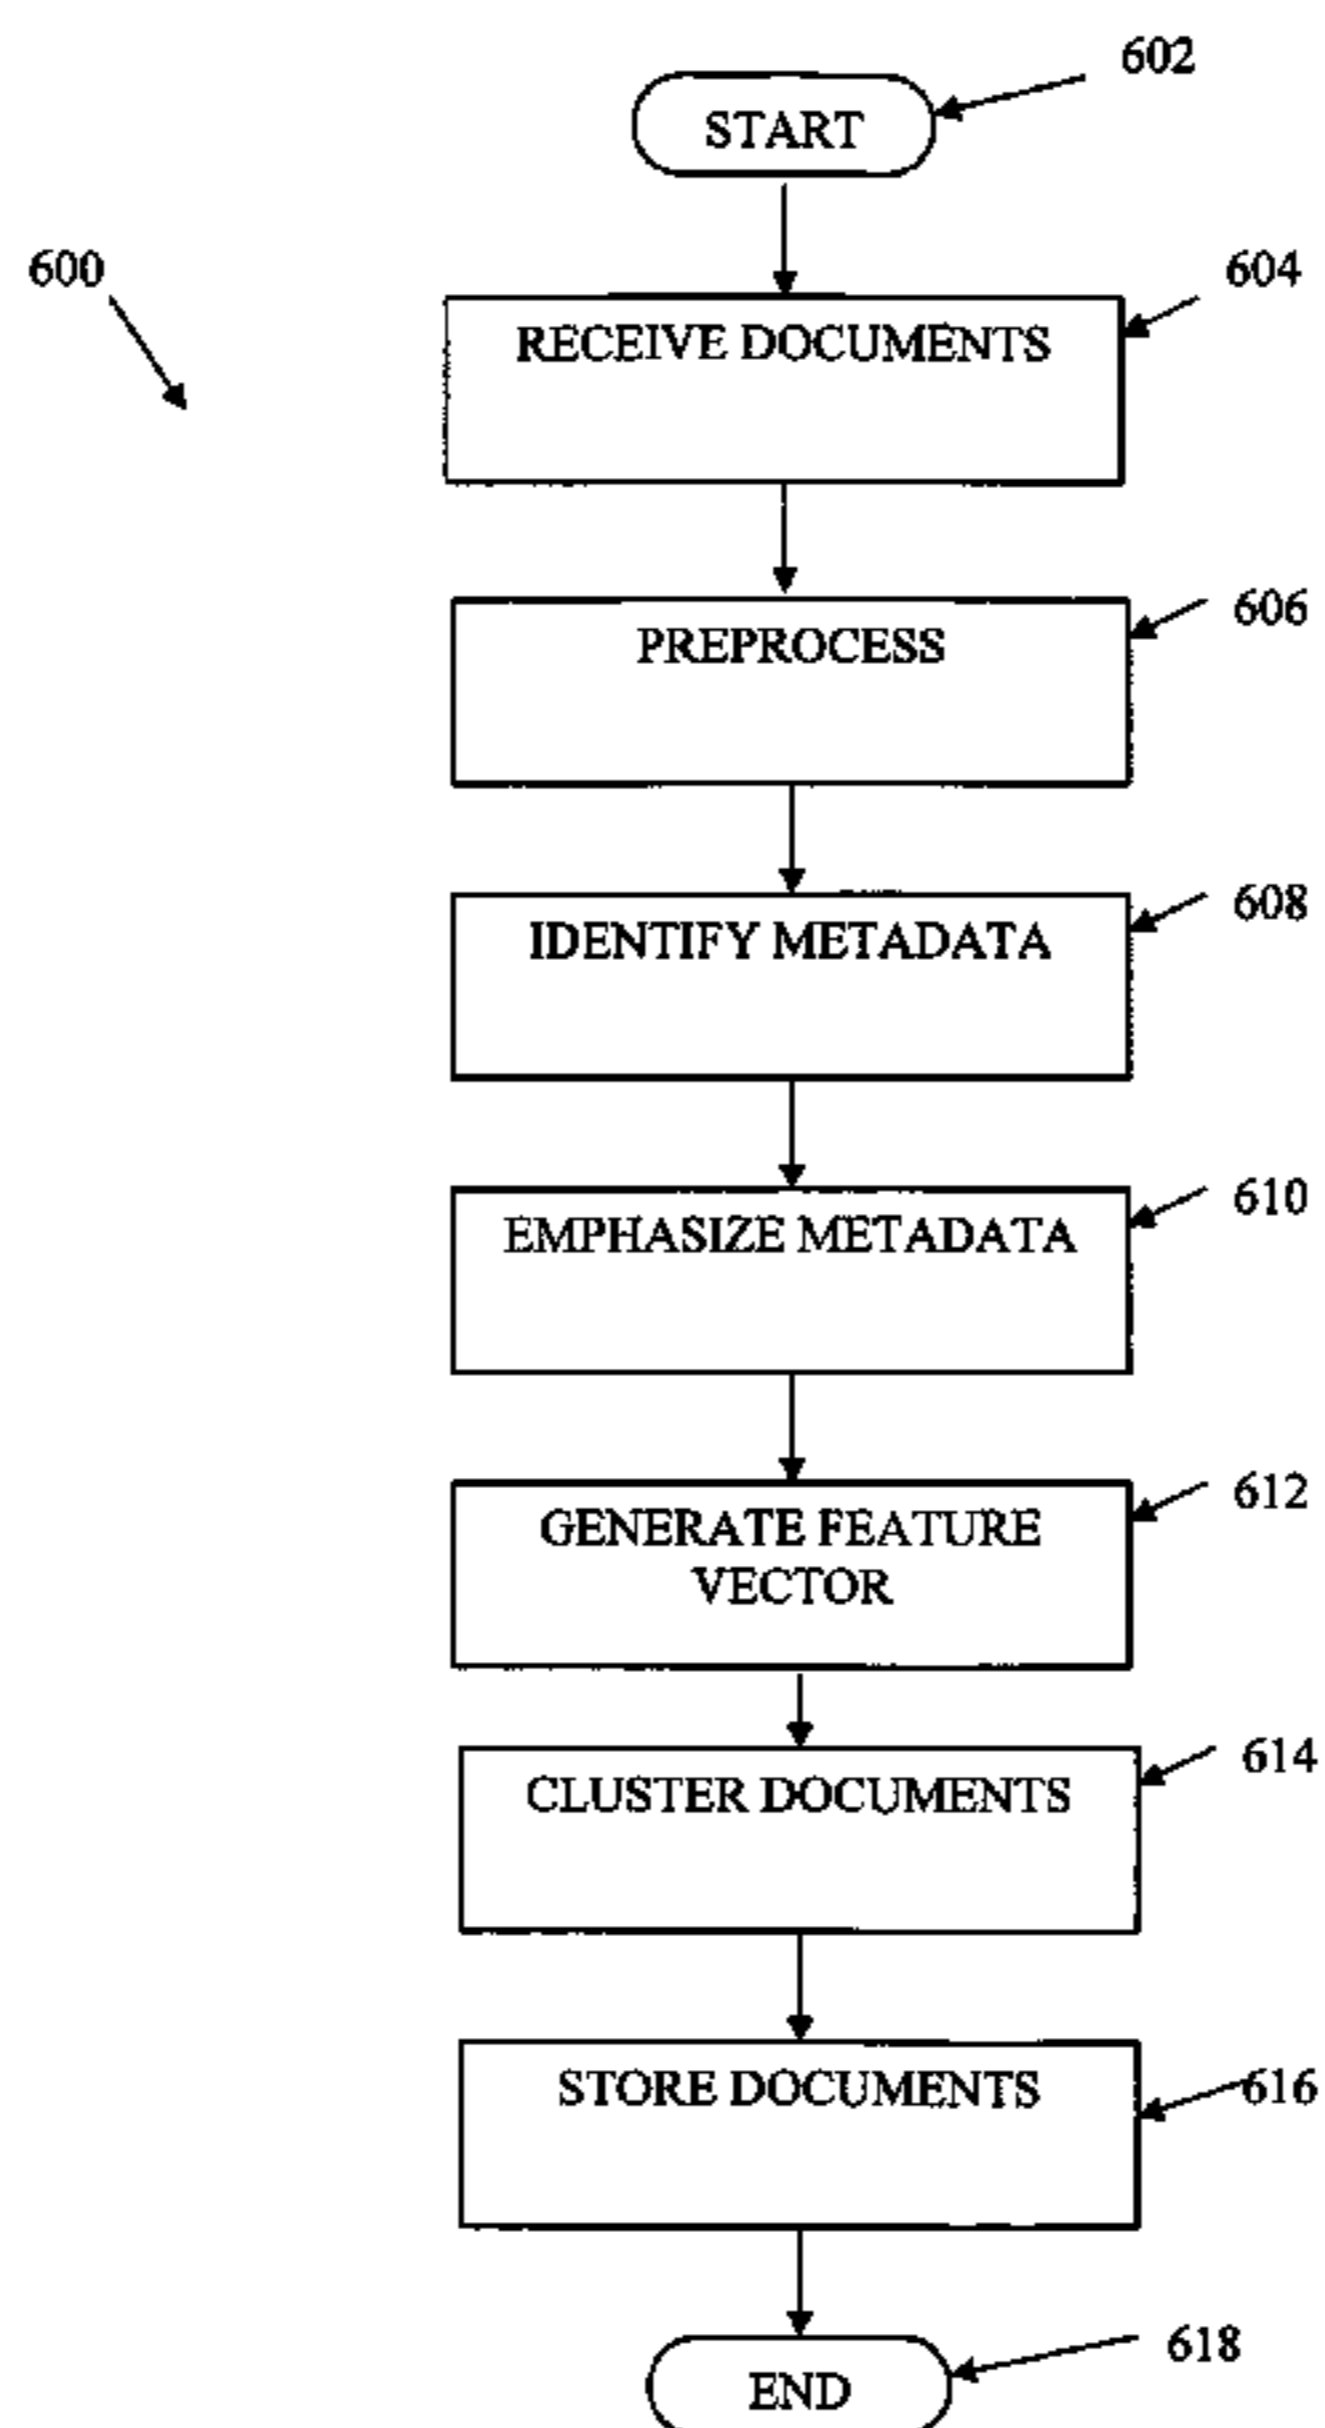 602
START
600
604
RECEIVE DOCUMENTS
606
PREPROCESS
608
IDENTIFY METADATA
610
EMPHASIZE METADATA
612
GENERATE FEATURE
VECTOR
614
CLUSTER DOCUMENTS
616
STORE DOCUMENTS
618
END